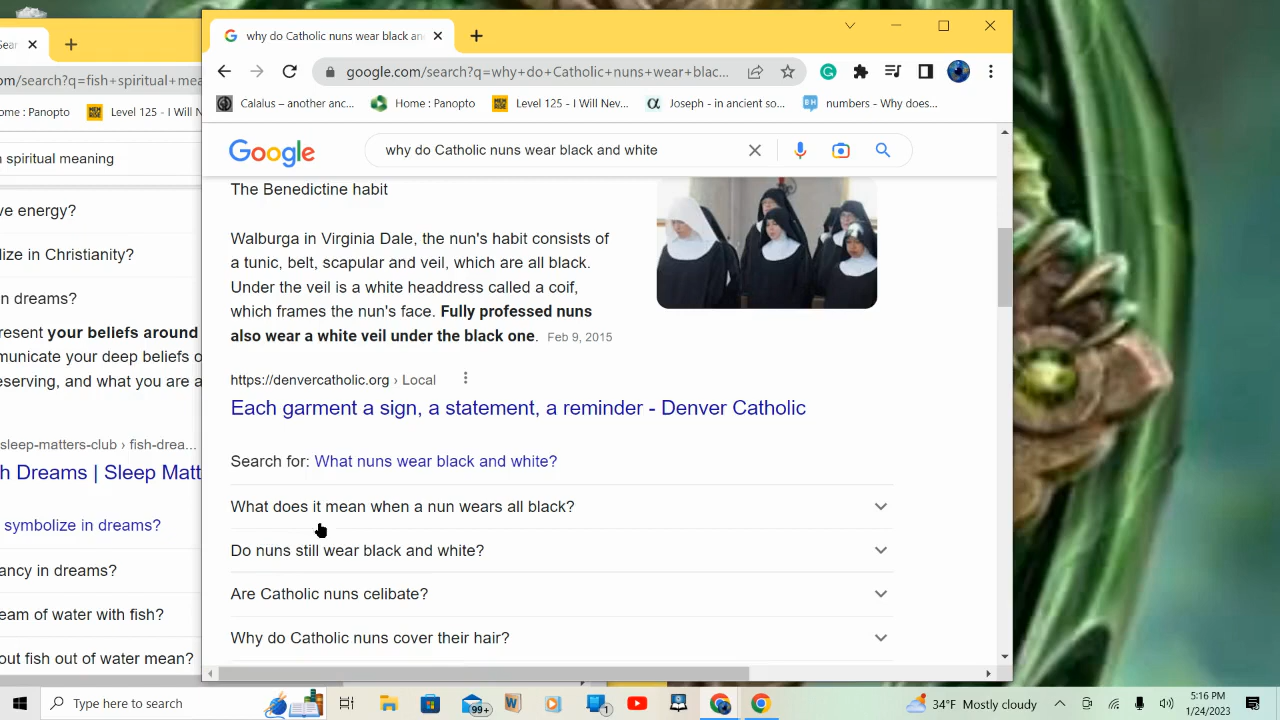 Sear
why do Catholic nuns wear black an
om/search?q=fish+spiritual+mea
google.com/search?q=why+do+Catholic+nuns+wear+blac...
ome : Panopto
Level 125 - I Will N
Calalus – another anc...
Home : Panopto
Level 125 - I Will Nev...
Joseph - in ancient so...
BH
numbers - Why does...
Google
why do Catholic nuns wear black and white
n spiritual meaning
The Benedictine habit
ve energy?
Walburga in Virginia Dale, the nun's habit consists of
lize in Christianity?
a tunic, belt, scapular and veil, which are all black.
Under the veil is a white headdress called a coif,
n dreams?
which frames the nun's face. Fully professed nuns
resent your beliefs around
also wear a white veil under the black one. Feb 9, 2015
municate your deep beliefs o
eserving, and what you are a
https://denvercatholic.org › Local
Each garment a sign, a statement, a reminder - Denver Catholic
sleep-matters-club › fish-drea...
h Dreams | Sleep Matt
Search for: What nuns wear black and white?
What does it mean when a nun wears all black?
symbolize in dreams?
Do nuns still wear black and white?
ancy in dreams?
Are Catholic nuns celibate?
eam of water with fish?
Why do Catholic nuns cover their hair?
out fish out of water mean?
Type here to search
99+
W
1
34°F Mostly cloudy
5:16 PM
1/24/2023